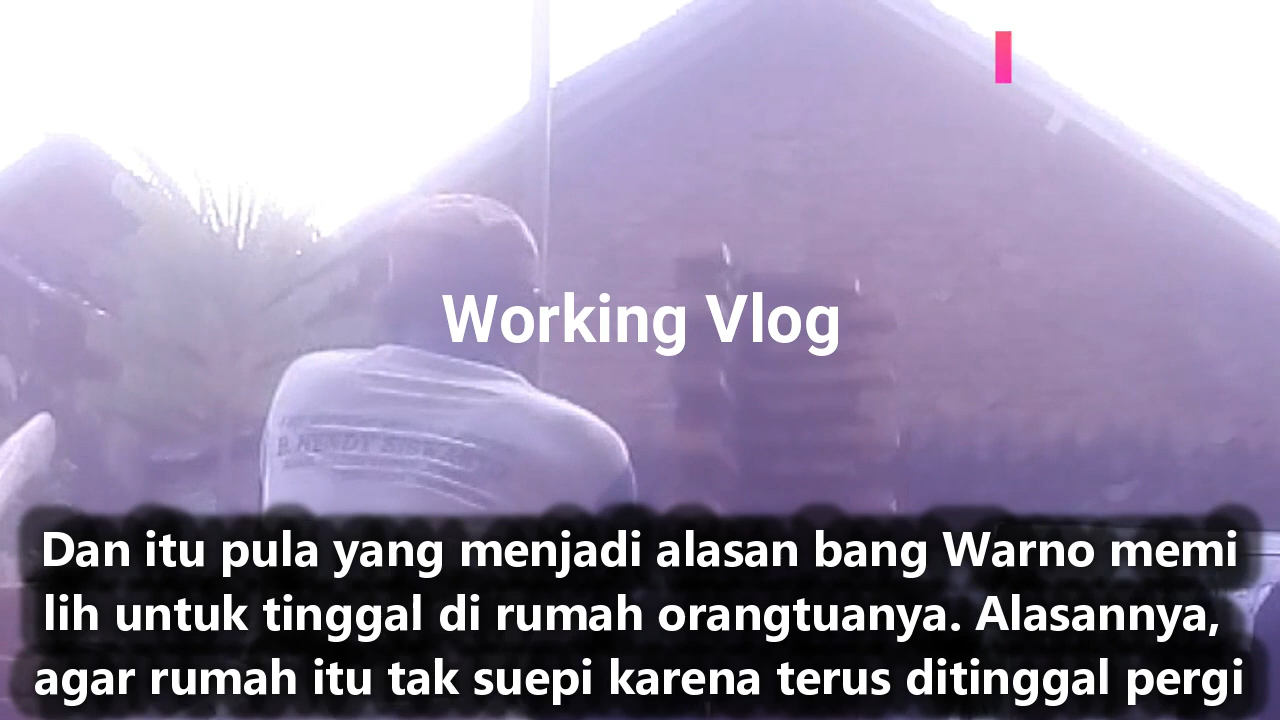 Working Vlog
Dan itu pula yang menjadi alasan bang Warno memi
lih untuk tinggal di rumah orangtuanya. Alasannya,
agar rumah itu tak suepi karena terus ditinggal pergi